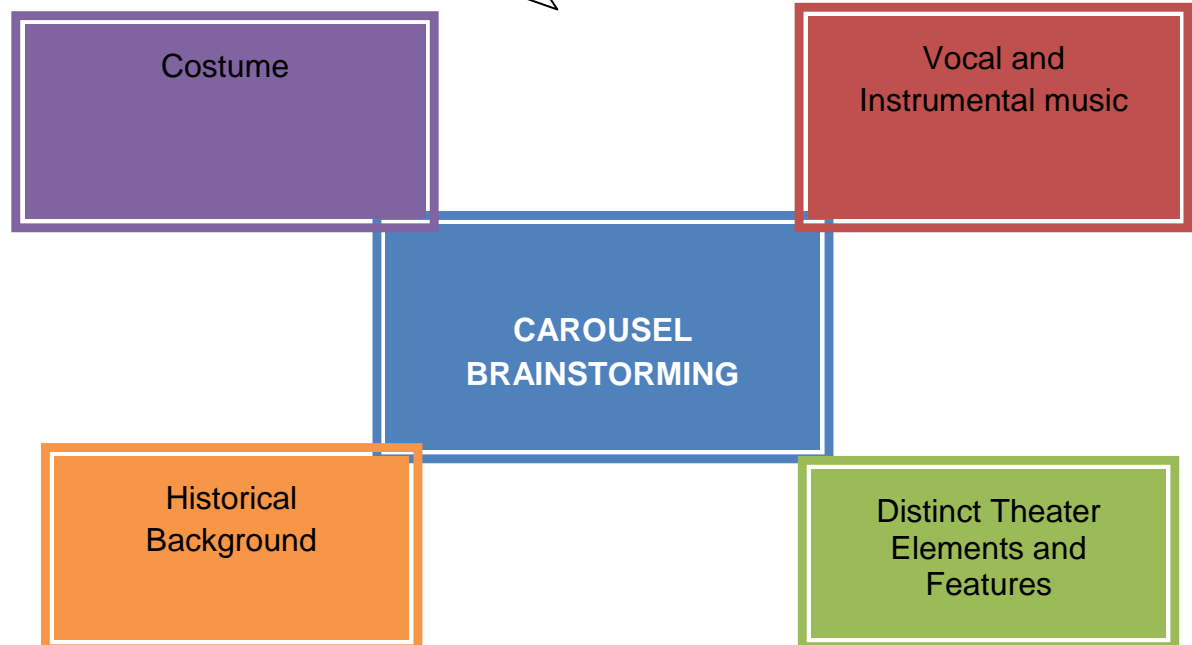 Costume
Vocal and
Instrumental music
CAROUSEL
BRAINSTORMING
Historical
Background
Distinct Theater
Elements and
Features